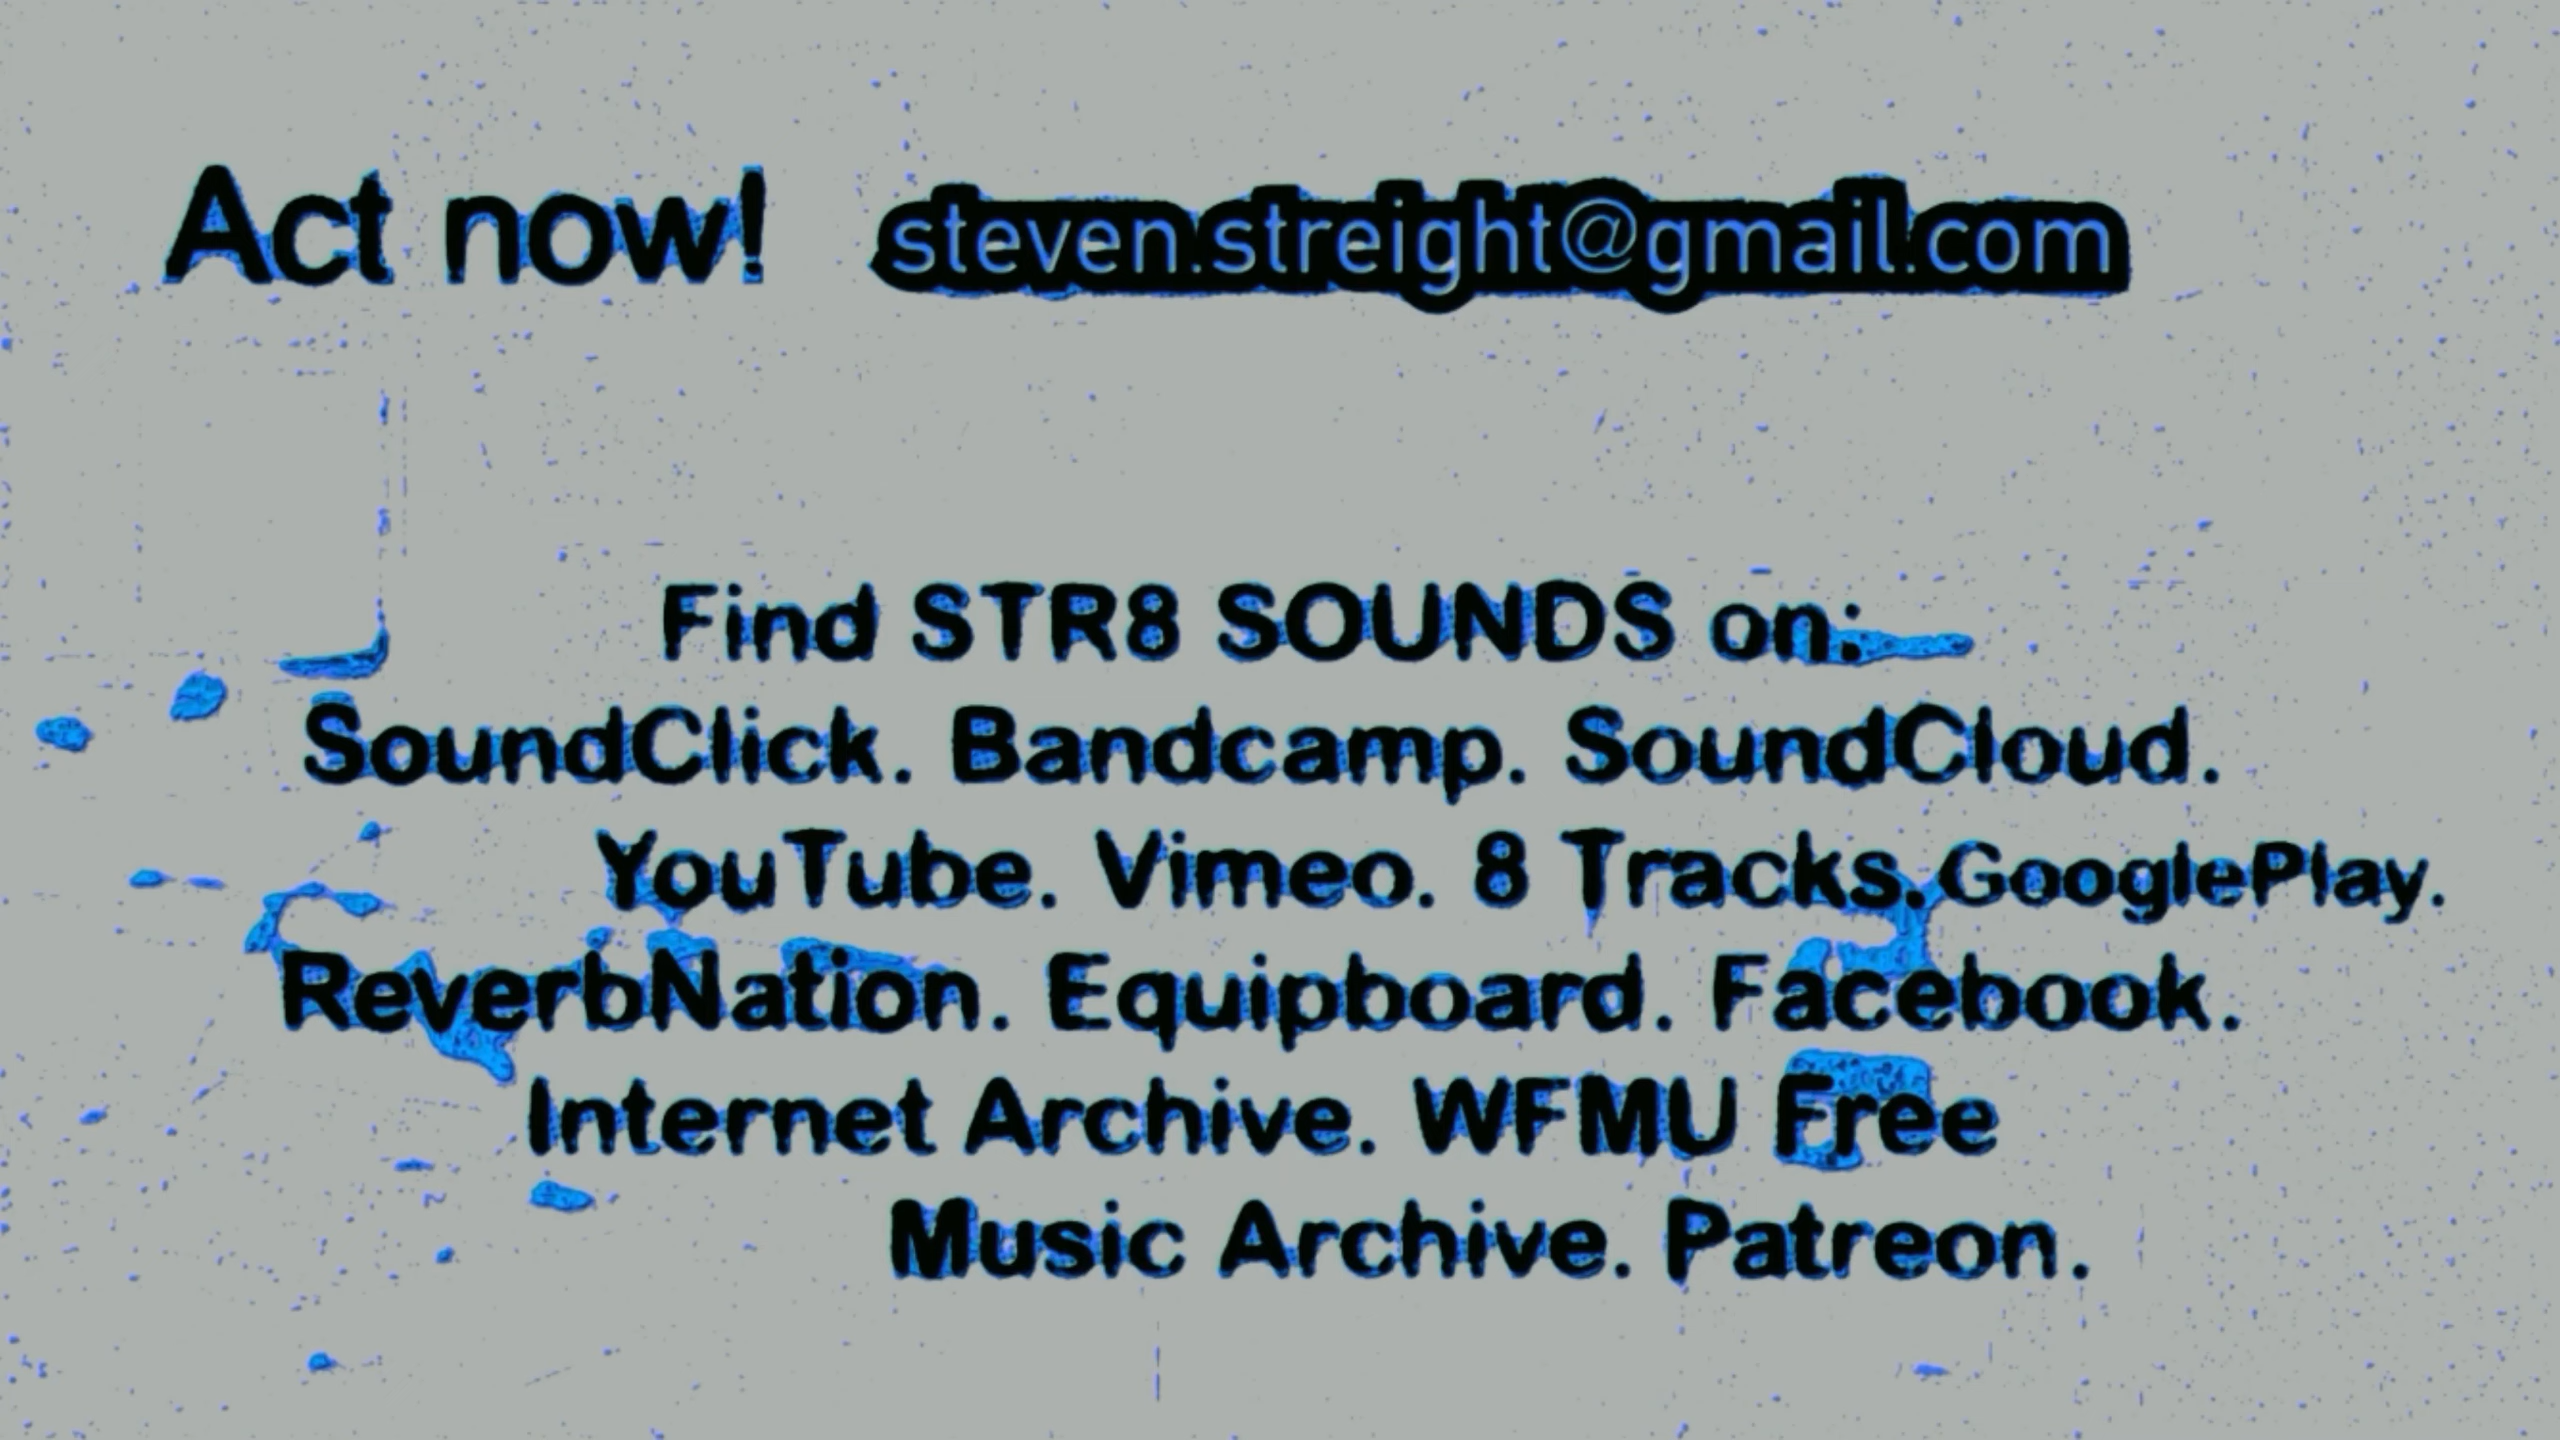 Act now! steven.streight@gmail.com
Find STR8 SOUNDS on:
SoundClick. Bandcamp. SoundCloud.
YouTube. Vimeo. 8 Tracks. GooglePlay.
ReverbNation. Equipboard. Facebook.
Internet Archive. WFMU Free
Music Archive. Patreon.